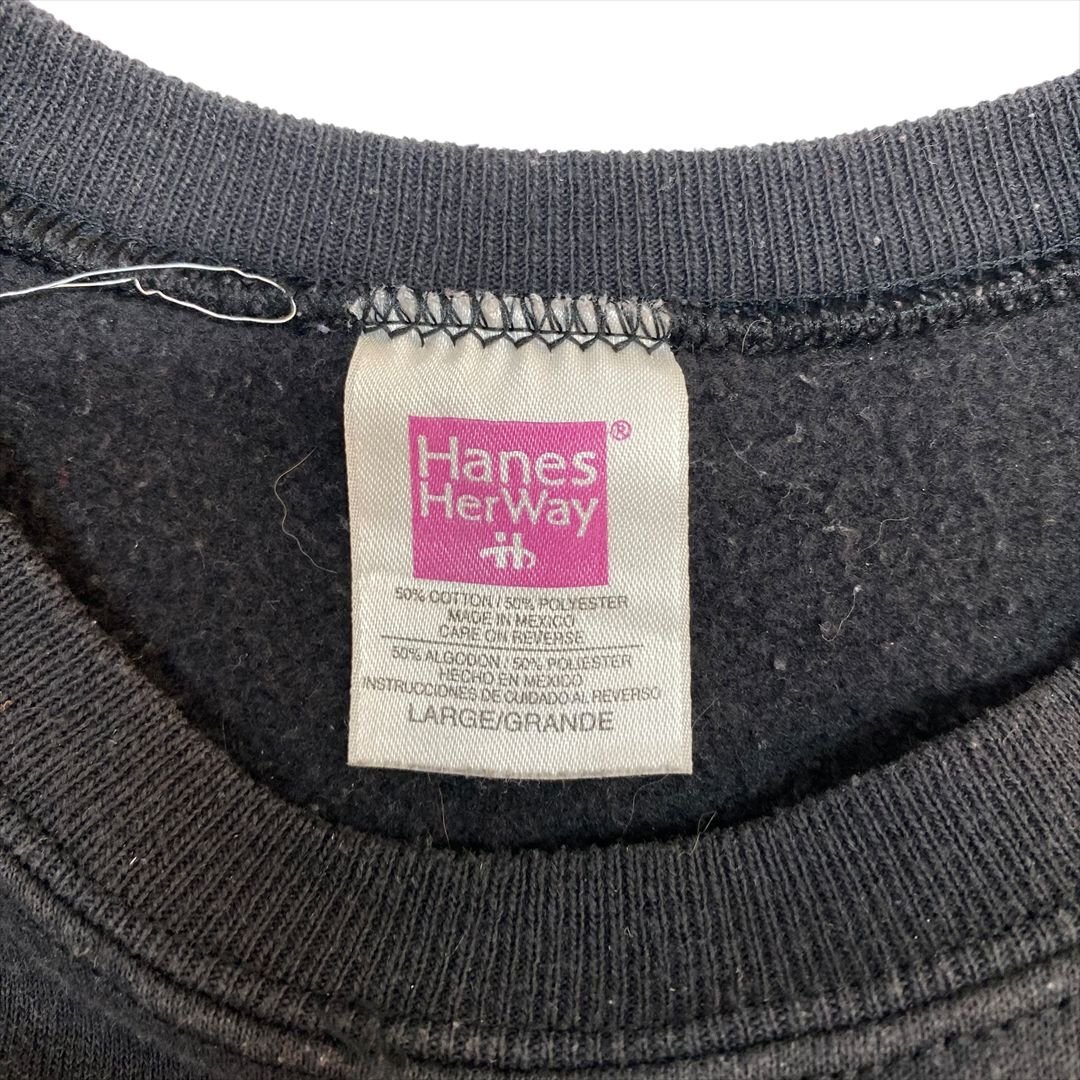 Hanes®
HerWay
50% COTTON / 50% POLYESTER
MADE IN MEXICO
CARE ON REVERSE
50% ALGODON / 50% POLIESTER
HECHO EN MEXICO
INSTRUCCIONES DE CUIDADO AL REVERSO
LARGE/GRANDE